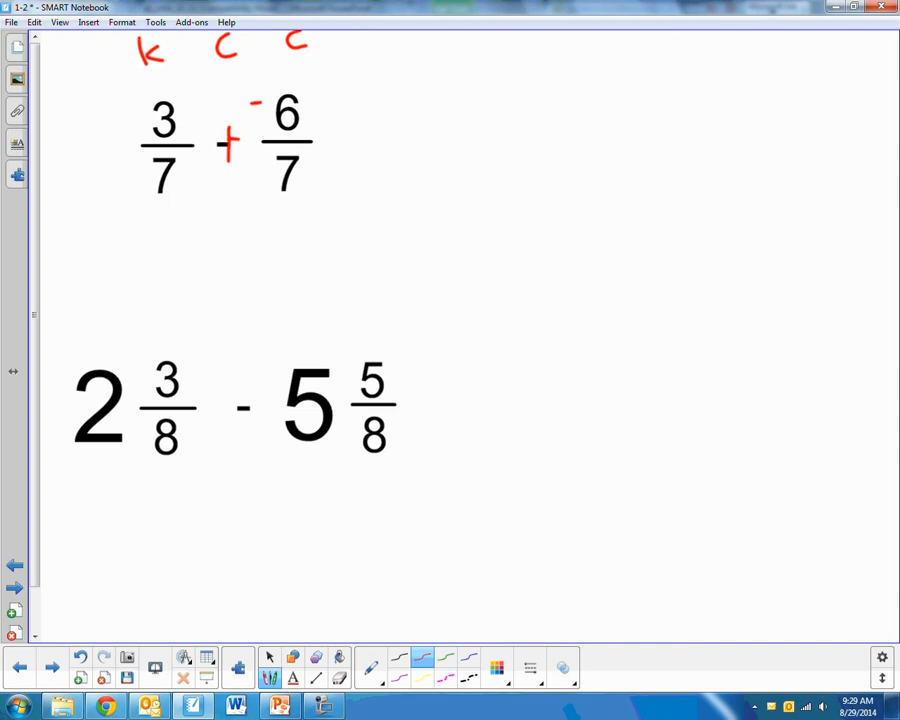 1-2 * - SMART Notebook
File Edit View Insert Format Tools Add-ons Help
K C C
3/7 + -6/7
2 3/8 - 5 5/8
9:29 AM
8/29/2014